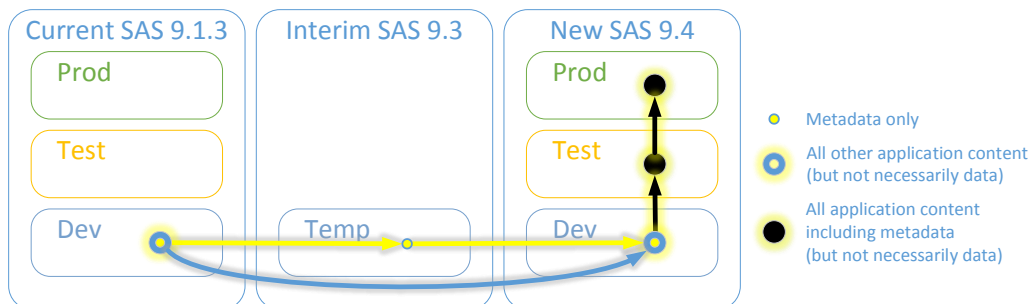 Current SAS 9.1.3
Interim SAS 9.3
New SAS 9.4
Prod
Prod
Test
Test
Dev
Temp
Dev
Metadata only
All other application content
(but not necessarily data)
All application content
including metadata
(but not necessarily data)